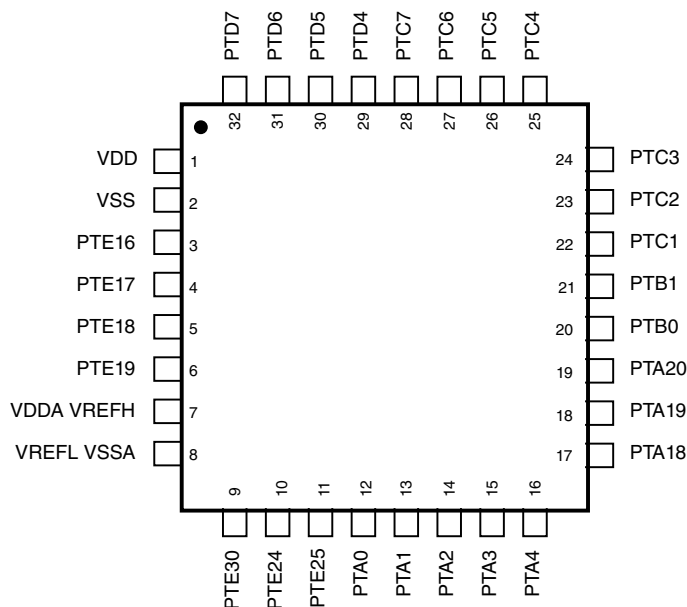 PTD7 PTD6 PTD5 PTD4 PTC7 PTC6 PTC5 PTC4
32 31 30 29 28 27 26 25
VDD 1 24 PTC3
VSS 2 23 PTC2
PTE16 3 22 PTC1
PTE17 4 21 PTB1
PTE18 5 20 PTB0
PTE19 6 19 PTA20
VDDA VREFH 7 18 PTA19
VREFL VSSA 8 17 PTA18
9 10 11 12 13 14 15 16
PTE30 PTE24 PTE25 PTA0 PTA1 PTA2 PTA3 PTA4